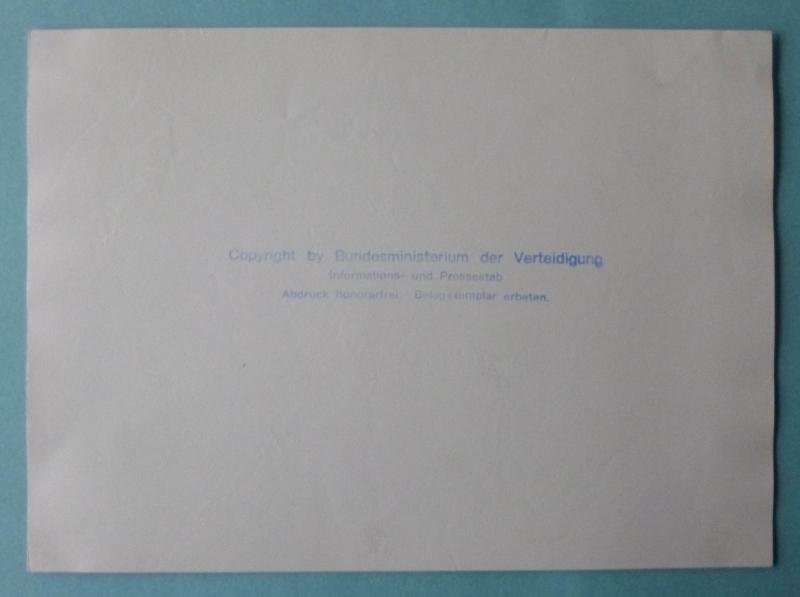 Copyright by Bundesministerium der Verteidigung
Informations- und Pressestab
Abdruck honorarfrei. Belegexemplar erbeten.